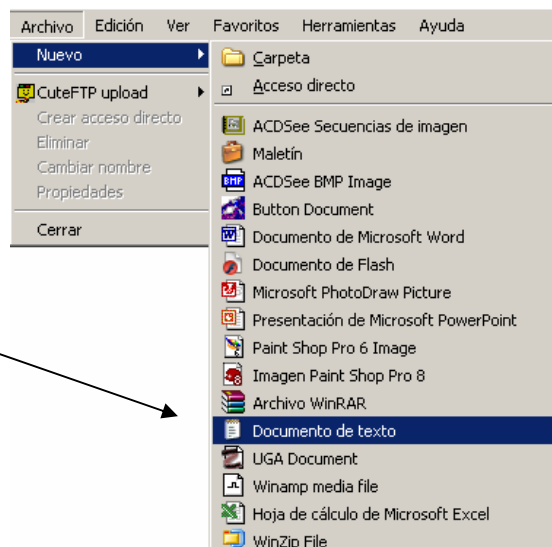 Archivo Edición Ver Favoritos Herramientas Ayuda
Nuevo
CuteFTP upload
Crear acceso directo
Eliminar
Cambiar nombre
Propiedades
Cerrar
Carpeta
Acceso directo
ACDSee Secuencias de imagen
Maletín
BMP ACDSee BMP Image
Button Document
Documento de Microsoft Word
Documento de Flash
Microsoft PhotoDraw Picture
Presentación de Microsoft PowerPoint
Paint Shop Pro 6 Image
Imagen Paint Shop Pro 8
Archivo WinRAR
Documento de texto
UGA Document
Winamp media file
Hoja de cálculo de Microsoft Excel
WinZip File